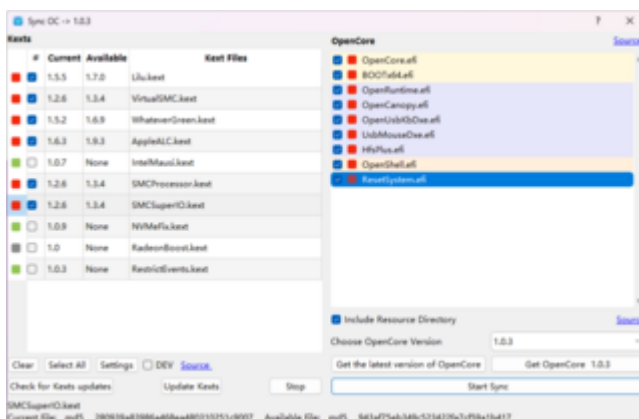 Sync OC -> 1.0.3
? ×
Kexts
# Current Available Kext Files
1.5.5 1.7.0 Lilu.kext
1.2.6 1.3.4 VirtualSMC.kext
1.5.2 1.6.9 WhateverGreen.kext
1.6.3 1.9.3 AppleALC.kext
1.0.7 None IntelMausi.kext
1.2.6 1.3.4 SMCProcessor.kext
1.2.6 1.3.4 SMCSuperIO.kext
1.0.9 None NVMeFix.kext
1.0 None RadeonBoost.kext
1.0.3 None RestrictEvents.kext
Clear Select All Settings DEV Source
Check for Kexts updates Update Kexts Stop
OpenCore Source
OpenCore.efi
BOOTx64.efi
OpenRuntime.efi
OpenCanopy.efi
OpenUsbKbDxe.efi
UsbMouseDxe.efi
HfsPlus.efi
OpenShell.efi
ResetSystem.efi
Include Resource Directory Source
Choose OpenCore Version 1.0.3
Get the latest version of OpenCore Get OpenCore 1.0.3
Start Sync
SMCSuperIO.kext
Current File: md5 Available File: md5